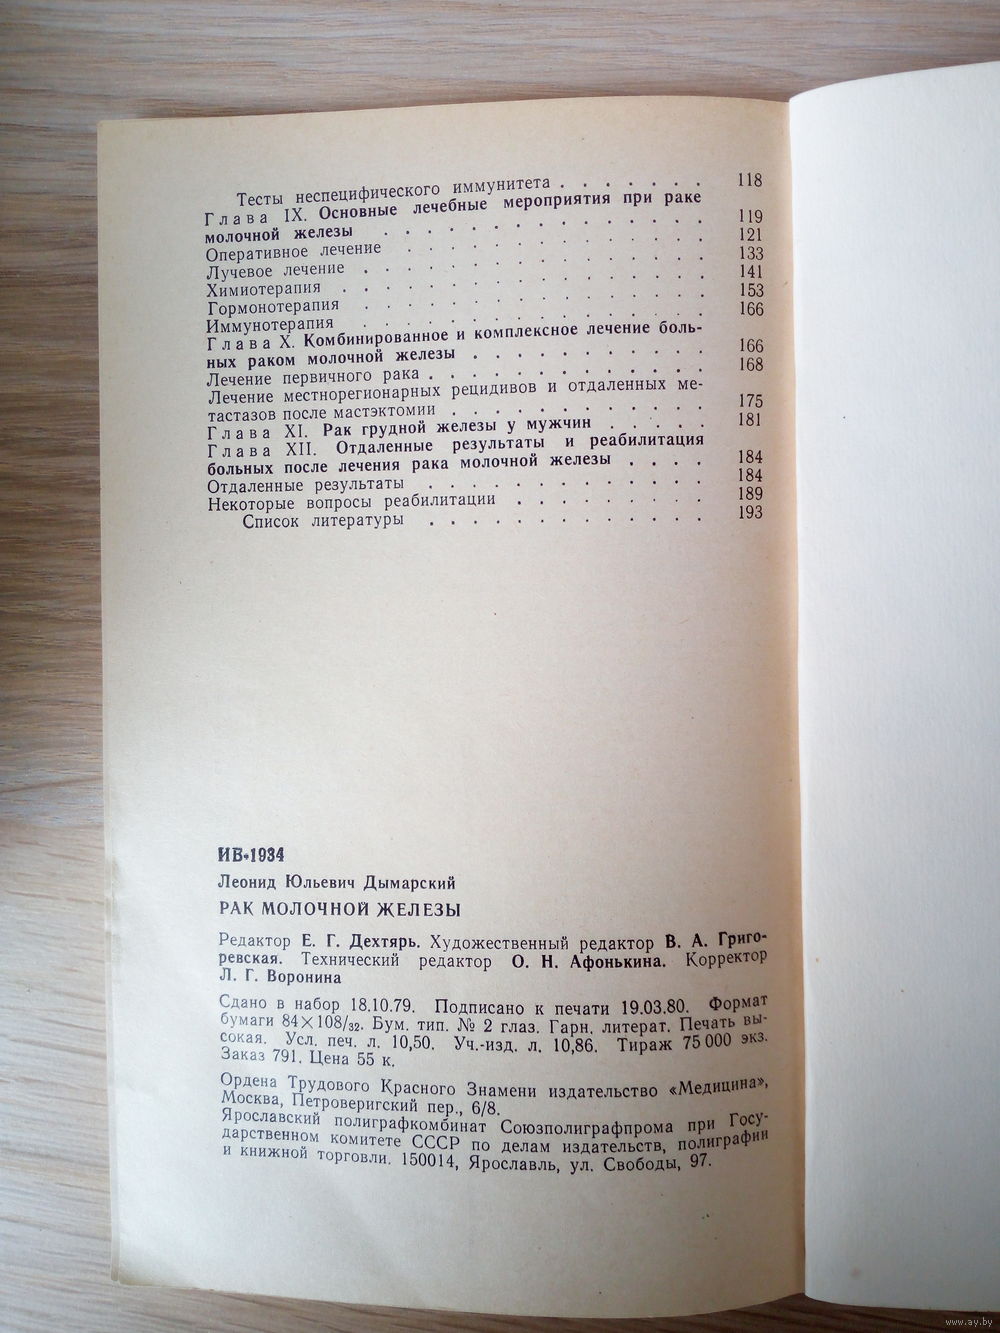 Тесты неспецифического иммунитета . . . . . . . 118
Глава IX. Основные лечебные мероприятия при раке
молочной железы . . . . . . . . . . . . . . 119
Оперативное лечение . . . . . . . . . . . . . 121
Лучевое лечение . . . . . . . . . . . . . . . 133
Химиотерапия . . . . . . . . . . . . . . . . 141
Гормонотерапия . . . . . . . . . . . . . . . 153
Иммунотерапия . . . . . . . . . . . . . . . 166
Глава X. Комбинированное и комплексное лечение боль-
ных раком молочной железы . . . . . . . . . . 166
Лечение первичного рака . . . . . . . . . . . . 168
Лечение местнорегионарных рецидивов и отдаленных ме-
тастазов после мастэктомии . . . . . . . . . . . 175
Глава XI. Рак грудной железы у мужчин . . . . . 181
Глава XII. Отдаленные результаты и реабилитация
больных после лечения рака молочной железы . . . . 184
Отдаленные результаты . . . . . . . . . . . . 184
Некоторые вопросы реабилитации . . . . . . . . 189
Список литературы . . . . . . . . . . . . 193
ИБ-1934
Леонид Юльевич Дымарский
РАК МОЛОЧНОЙ ЖЕЛЕЗЫ
Редактор Е. Г. Дехтярь. Художественный редактор В. А. Григо-
ревская. Технический редактор О. Н. Афонькина. Корректор
Л. Г. Воронина
Сдано в набор 18.10.79. Подписано к печати 19.03.80. Формат
бумаги 84×108/32. Бум. тип. № 2 глаз. Гарн. литерат. Печать вы-
сокая. Усл. печ. л. 10,50. Уч.-изд. л. 10,86. Тираж 75 000 экз.
Заказ 791. Цена 55 к.
Ордена Трудового Красного Знамени издательство «Медицина»,
Москва, Петроверигский пер., 6/8.
Ярославский полиграфкомбинат Союзполиграфпрома при Госу-
дарственном комитете СССР по делам издательств, полиграфии
и книжной торговли. 150014, Ярославль, ул. Свободы, 97.
www.ay.by